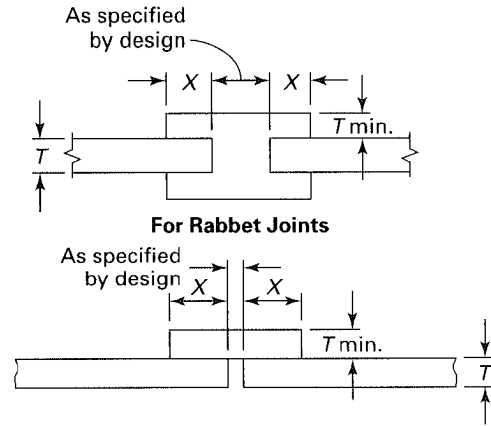 As specified
by design
X X
T min.
T
For Rabbet Joints
As specified
by design
X X
T min.
T